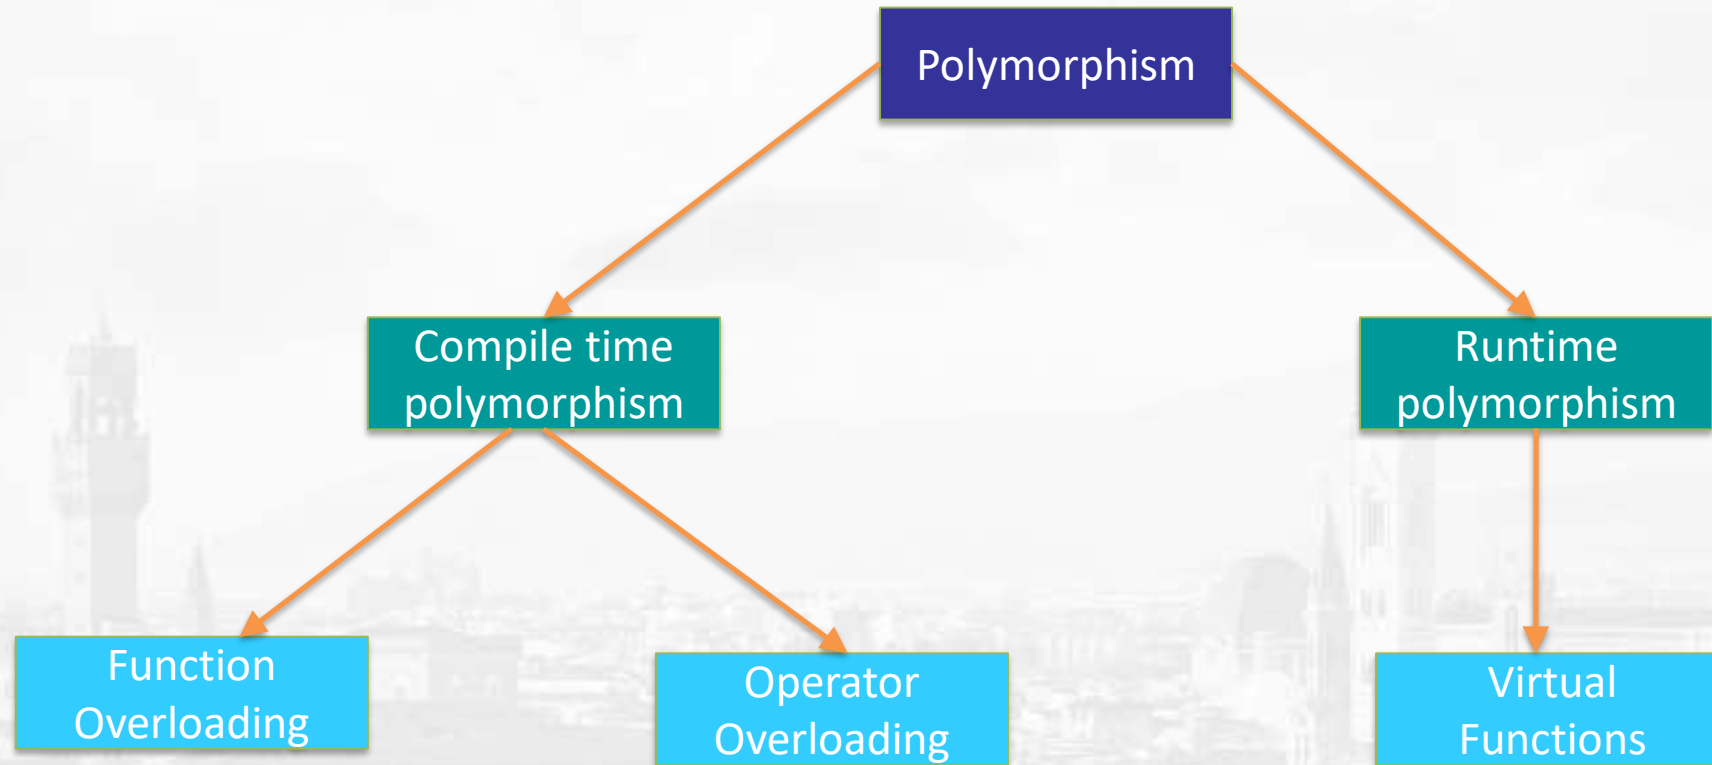 Polymorphism
Compile time
polymorphism
Runtime
polymorphism
Function
Overloading
Operator
Overloading
Virtual
Functions